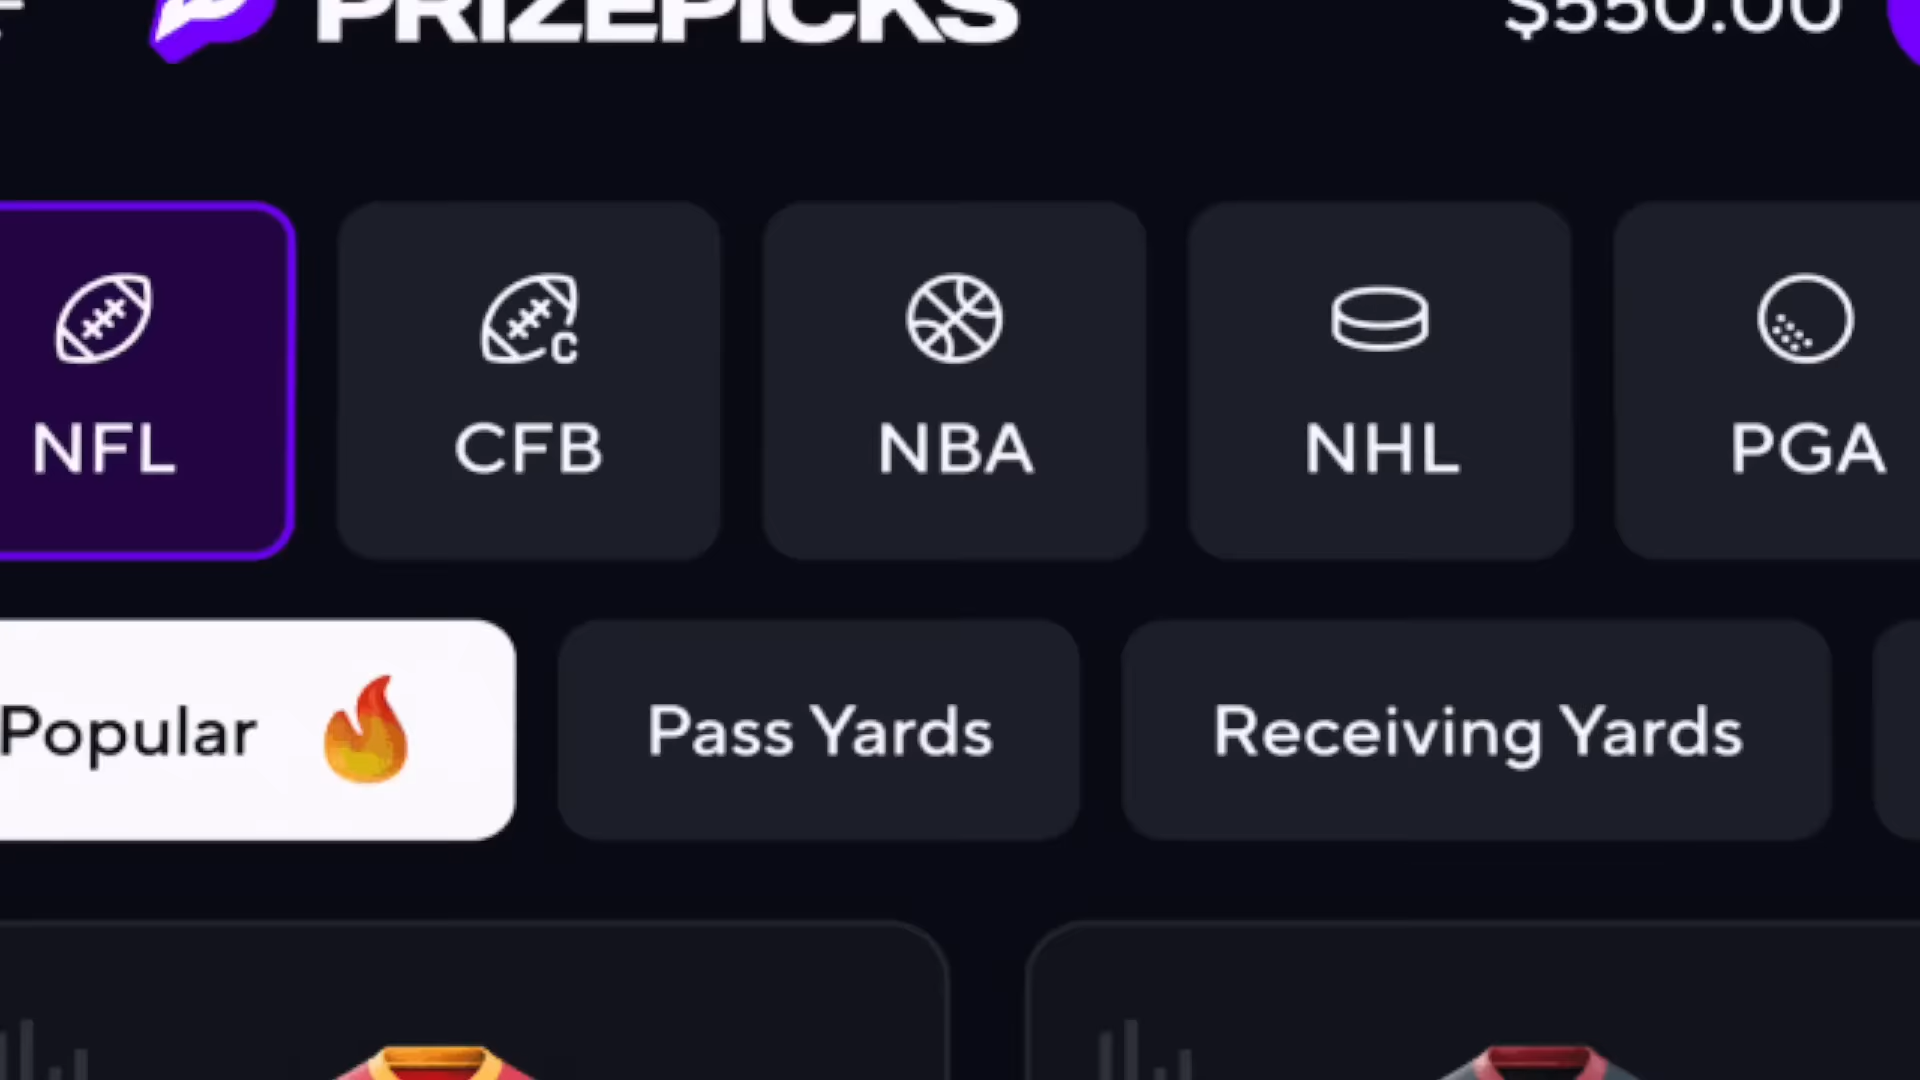 PRIZEPICKS $550.00
NFL CFB NBA NHL PGA
Popular Pass Yards Receiving Yards